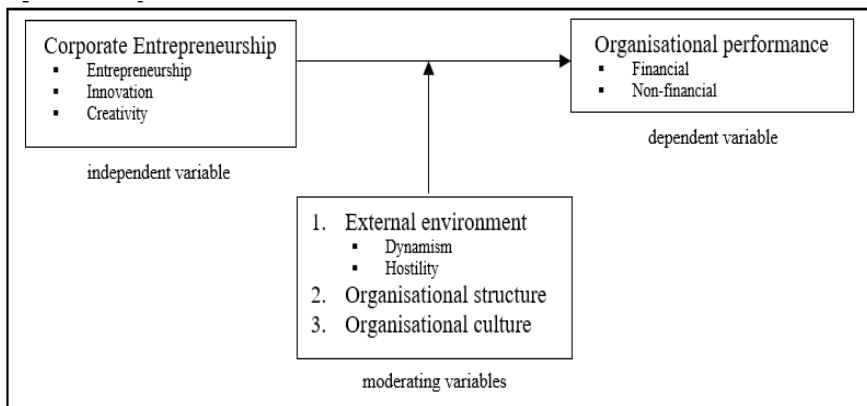 Corporate Entrepreneurship
▪ Entrepreneurship
▪ Innovation
▪ Creativity
independent variable
Organisational performance
▪ Financial
▪ Non-financial
dependent variable
1. External environment
▪ Dynamism
▪ Hostility
2. Organisational structure
3. Organisational culture
moderating variables